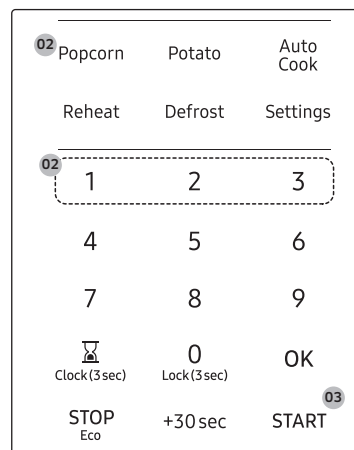 02 Popcorn Potato Auto Cook
Reheat Defrost Settings
02
1 2 3
4 5 6
7 8 9
Clock(3 sec) 0 Lock(3 sec) OK
03
STOP Eco +30 sec START